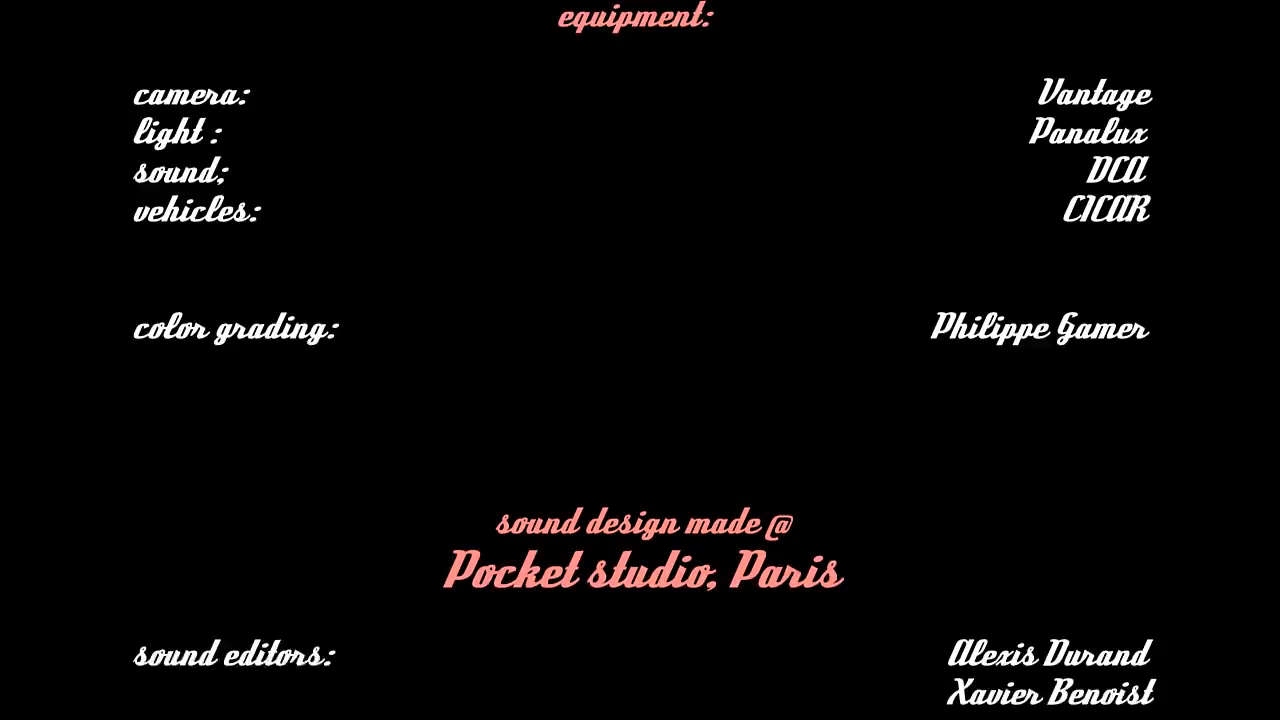 equipment:
camera: Vantage
light : Panalux
sound; DCA
vehicles: CICAR
color grading: Philippe Gamer
sound design made @
Pocket studio, Paris
sound editors: Alexis Durand
Xavier Benoist